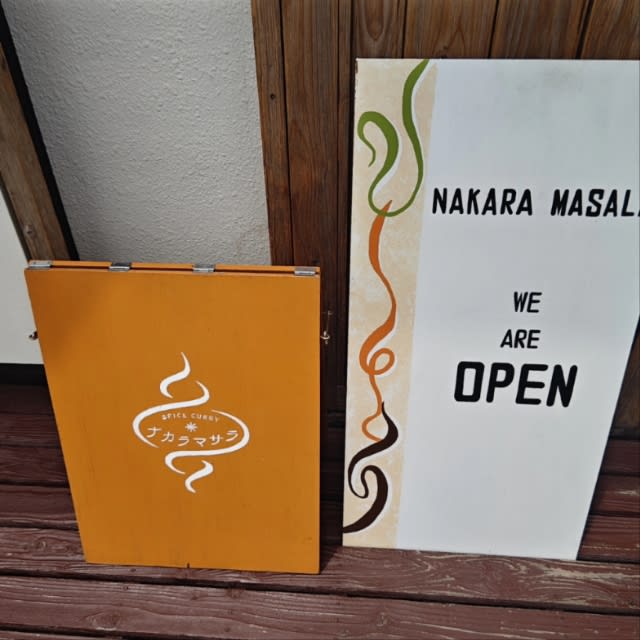 SPICE CURRY
ナカラマサラ
NAKARA MASAL
WE
ARE
OPEN